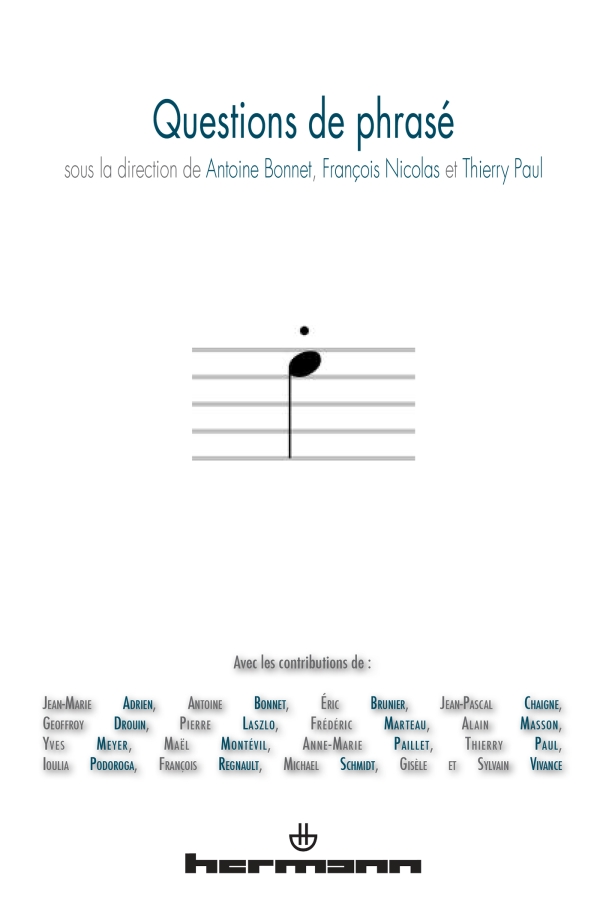 Questions de phrasé
sous la direction de Antoine Bonnet, François Nicolas et Thierry Paul
Avec les contributions de :
Jean-Marie Adrien, Antoine Bonnet, Éric Brunier, Jean-Pascal Chaigne,
Geoffroy Drouin, Pierre Laszlo, Frédéric Marteau, Alain Masson,
Yves Meyer, Maël Montévil, Anne-Marie Paillet, Thierry Paul,
Ioulia Podoroga, François Regnault, Michael Schmidt, Gisèle et Sylvain Vivance
hermann